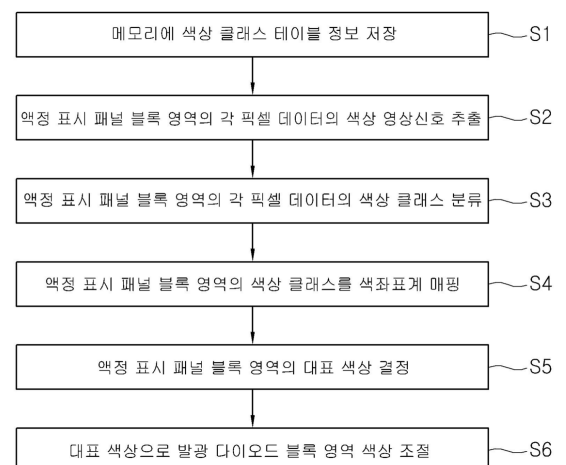 메모리에 색상 클래스 테이블 정보 저장 S1
액정 표시 패널 블록 영역의 각 픽셀 데이터의 색상 영상신호 추출 S2
액정 표시 패널 블록 영역의 각 픽셀 데이터의 색상 클래스 분류 S3
액정 표시 패널 블록 영역의 색상 클래스를 색좌표계 매핑 S4
액정 표시 패널 블록 영역의 대표 색상 결정 S5
대표 색상으로 발광 다이오드 블록 영역 색상 조절 S6